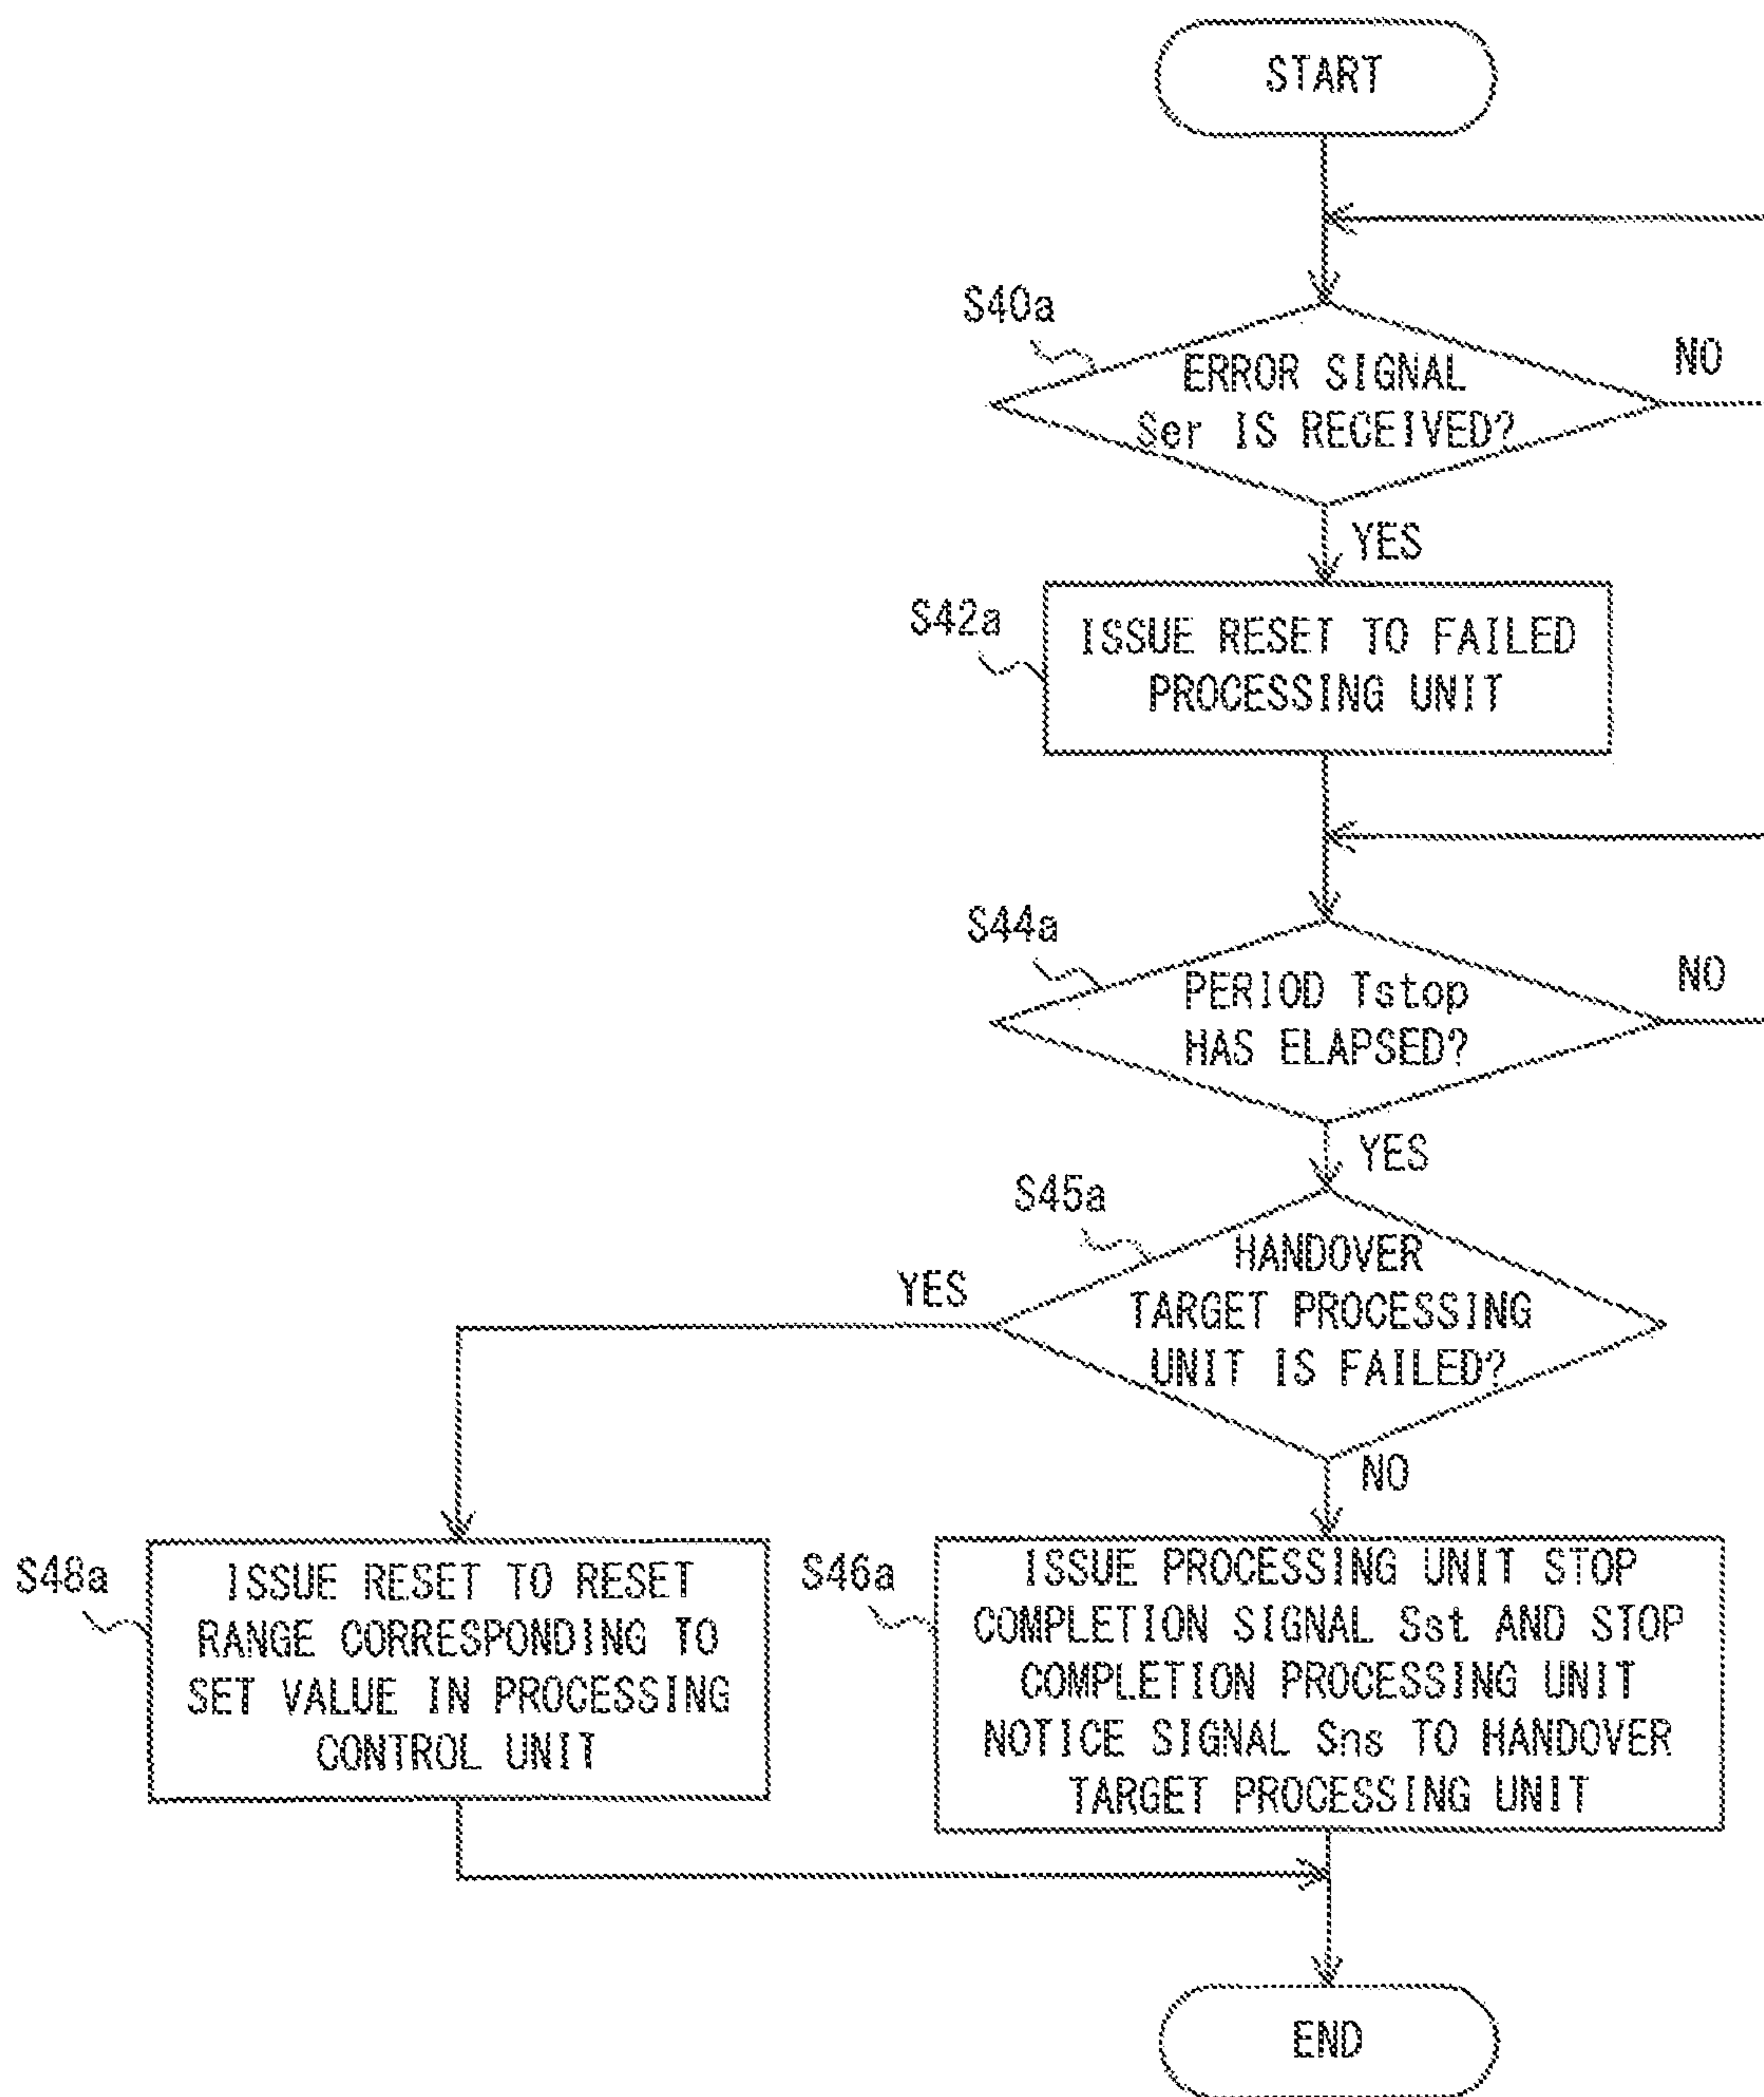 START
S40a
ERROR SIGNAL
Ser IS RECEIVED?
NO
YES
S42a
ISSUE RESET TO FAILED
PROCESSING UNIT
S44a
PERIOD Tstop
HAS ELAPSED?
NO
YES
S45a
HANDOVER
TARGET PROCESSING
UNIT IS FAILED?
YES
NO
S48a
ISSUE RESET TO RESET
RANGE CORRESPONDING TO
SET VALUE IN PROCESSING
CONTROL UNIT
S46a
ISSUE PROCESSING UNIT STOP
COMPLETION SIGNAL Sst AND STOP
COMPLETION PROCESSING UNIT
NOTICE SIGNAL Sns TO HANDOVER
TARGET PROCESSING UNIT
END